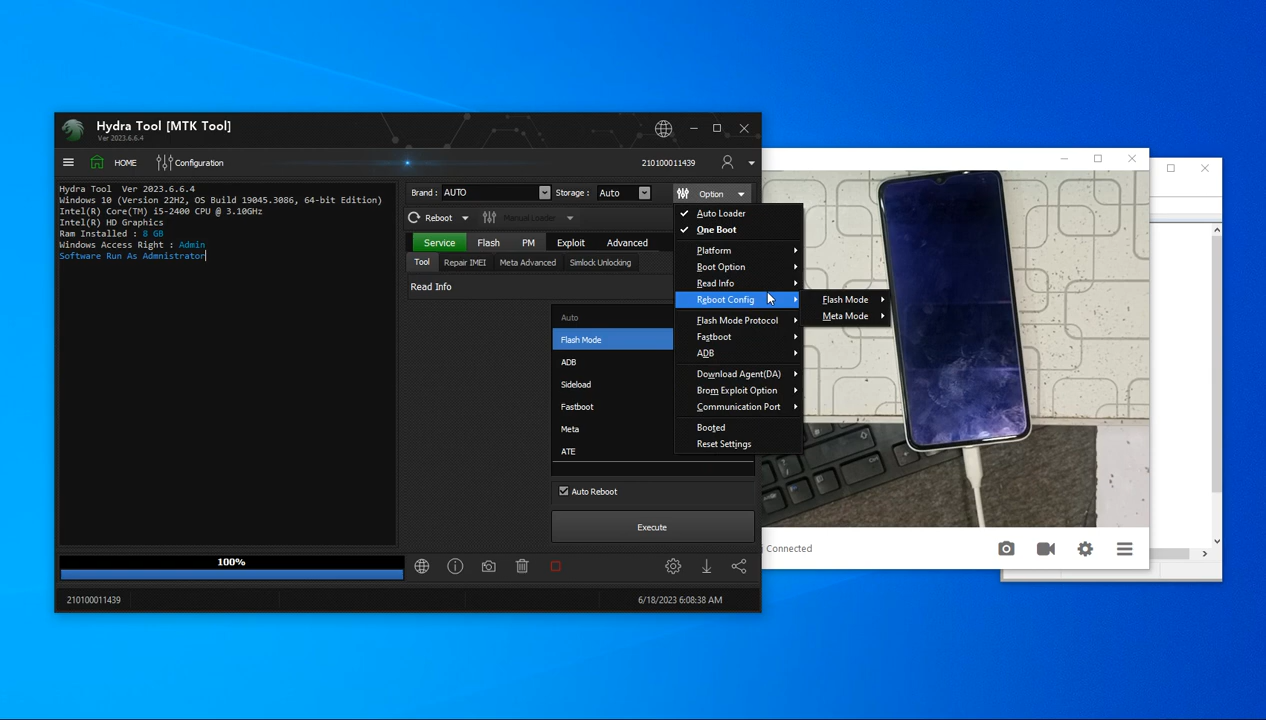 Hydra Tool [MTK Tool]
Ver 2023.6.6.4
HOME
Configuration
210100011439
Hydra Tool Ver 2023.6.6.4
Windows 10 (Version 22H2, OS Build 19045.3086, 64-bit Edition)
Intel(R) Core(TM) i5-2400 CPU @ 3.10GHz
Intel(R) HD Graphics
Ram Installed : 8 GB
Windows Access Right : Admin
Software Run As Admnistrator
Brand : AUTO
Storage : Auto
Option
Reboot
Manual Loader
Service
Flash
PM
Exploit
Advanced
Tool
Repair IMEI
Meta Advanced
Simlock Unlocking
Read Info
Auto
Flash Mode
ADB
Sideload
Fastboot
Meta
ATE
Auto Reboot
Execute
Auto Loader
One Boot
Platform
Boot Option
Read Info
Reboot Config
Flash Mode Protocol
Fastboot
ADB
Download Agent(DA)
Brom Exploit Option
Communication Port
Booted
Reset Settings
Flash Mode
Meta Mode
Connected
100%
210100011439
6/18/2023 6:08:38 AM